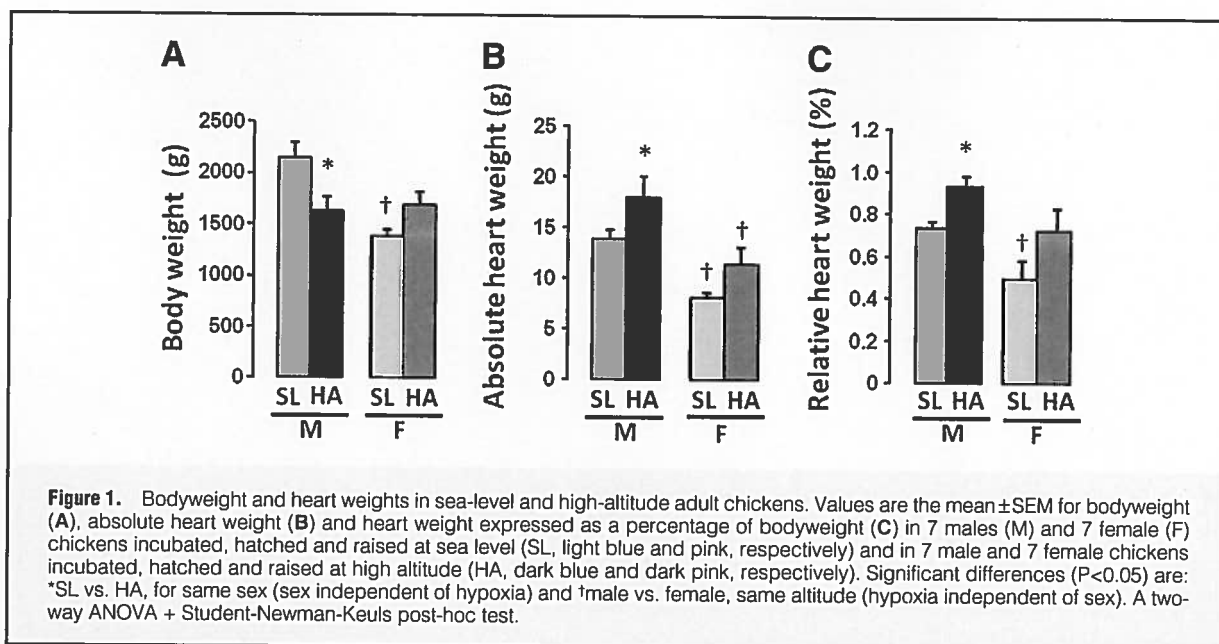 A
B
C
Body weight (g)
2500
2000
1500
1000
500
0
*
†
SL HA
SL HA
M
F
Absolute heart weight (g)
25
20
15
10
5
0
*
†
†
SL HA
SL HA
M
F
Relative heart weight (%)
1.2
1.0
0.8
0.6
0.4
0.2
0
*
†
SL HA
SL HA
M
F
Figure 1. Bodyweight and heart weights in sea-level and high-altitude adult chickens. Values are the mean±SEM for bodyweight
(A), absolute heart weight (B) and heart weight expressed as a percentage of bodyweight (C) in 7 males (M) and 7 female (F)
chickens incubated, hatched and raised at sea level (SL, light blue and pink, respectively) and in 7 male and 7 female chickens
incubated, hatched and raised at high altitude (HA, dark blue and dark pink, respectively). Significant differences (P<0.05) are:
*SL vs. HA, for same sex (sex independent of hypoxia) and †male vs. female, same altitude (hypoxia independent of sex). A two-
way ANOVA + Student-Newman-Keuls post-hoc test.